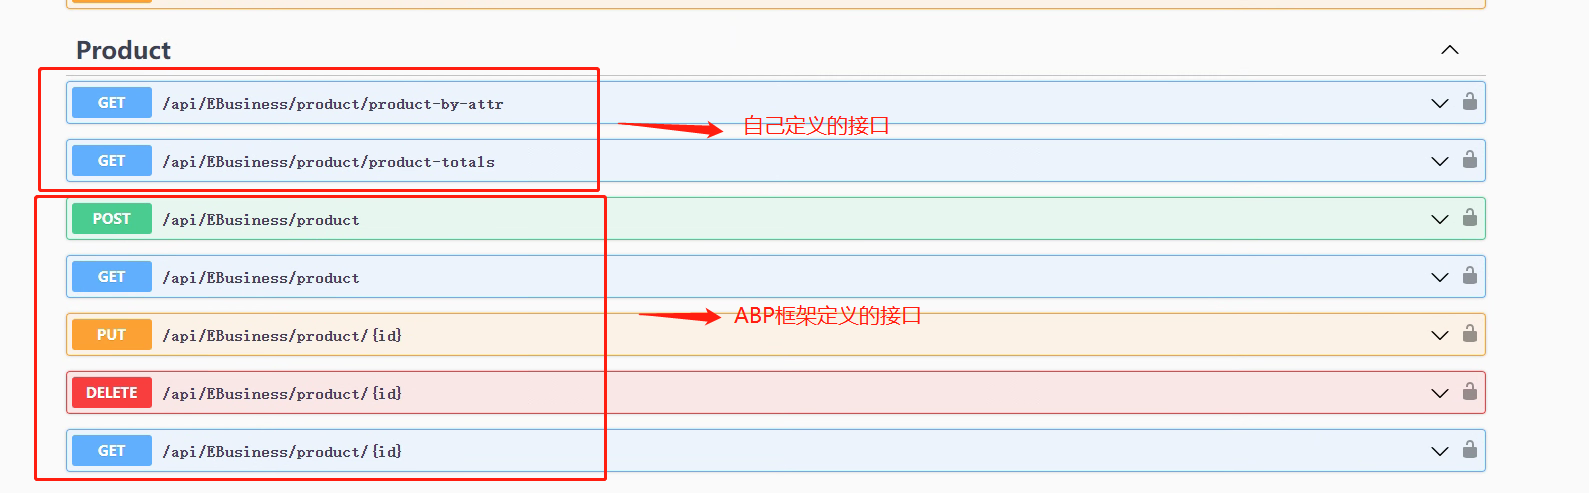 Product
GET /api/EBusiness/product/product-by-attr
自己定义的接口
GET /api/EBusiness/product/product-totals
POST /api/EBusiness/product
GET /api/EBusiness/product
ABP框架定义的接口
PUT /api/EBusiness/product/{id}
DELETE /api/EBusiness/product/{id}
GET /api/EBusiness/product/{id}